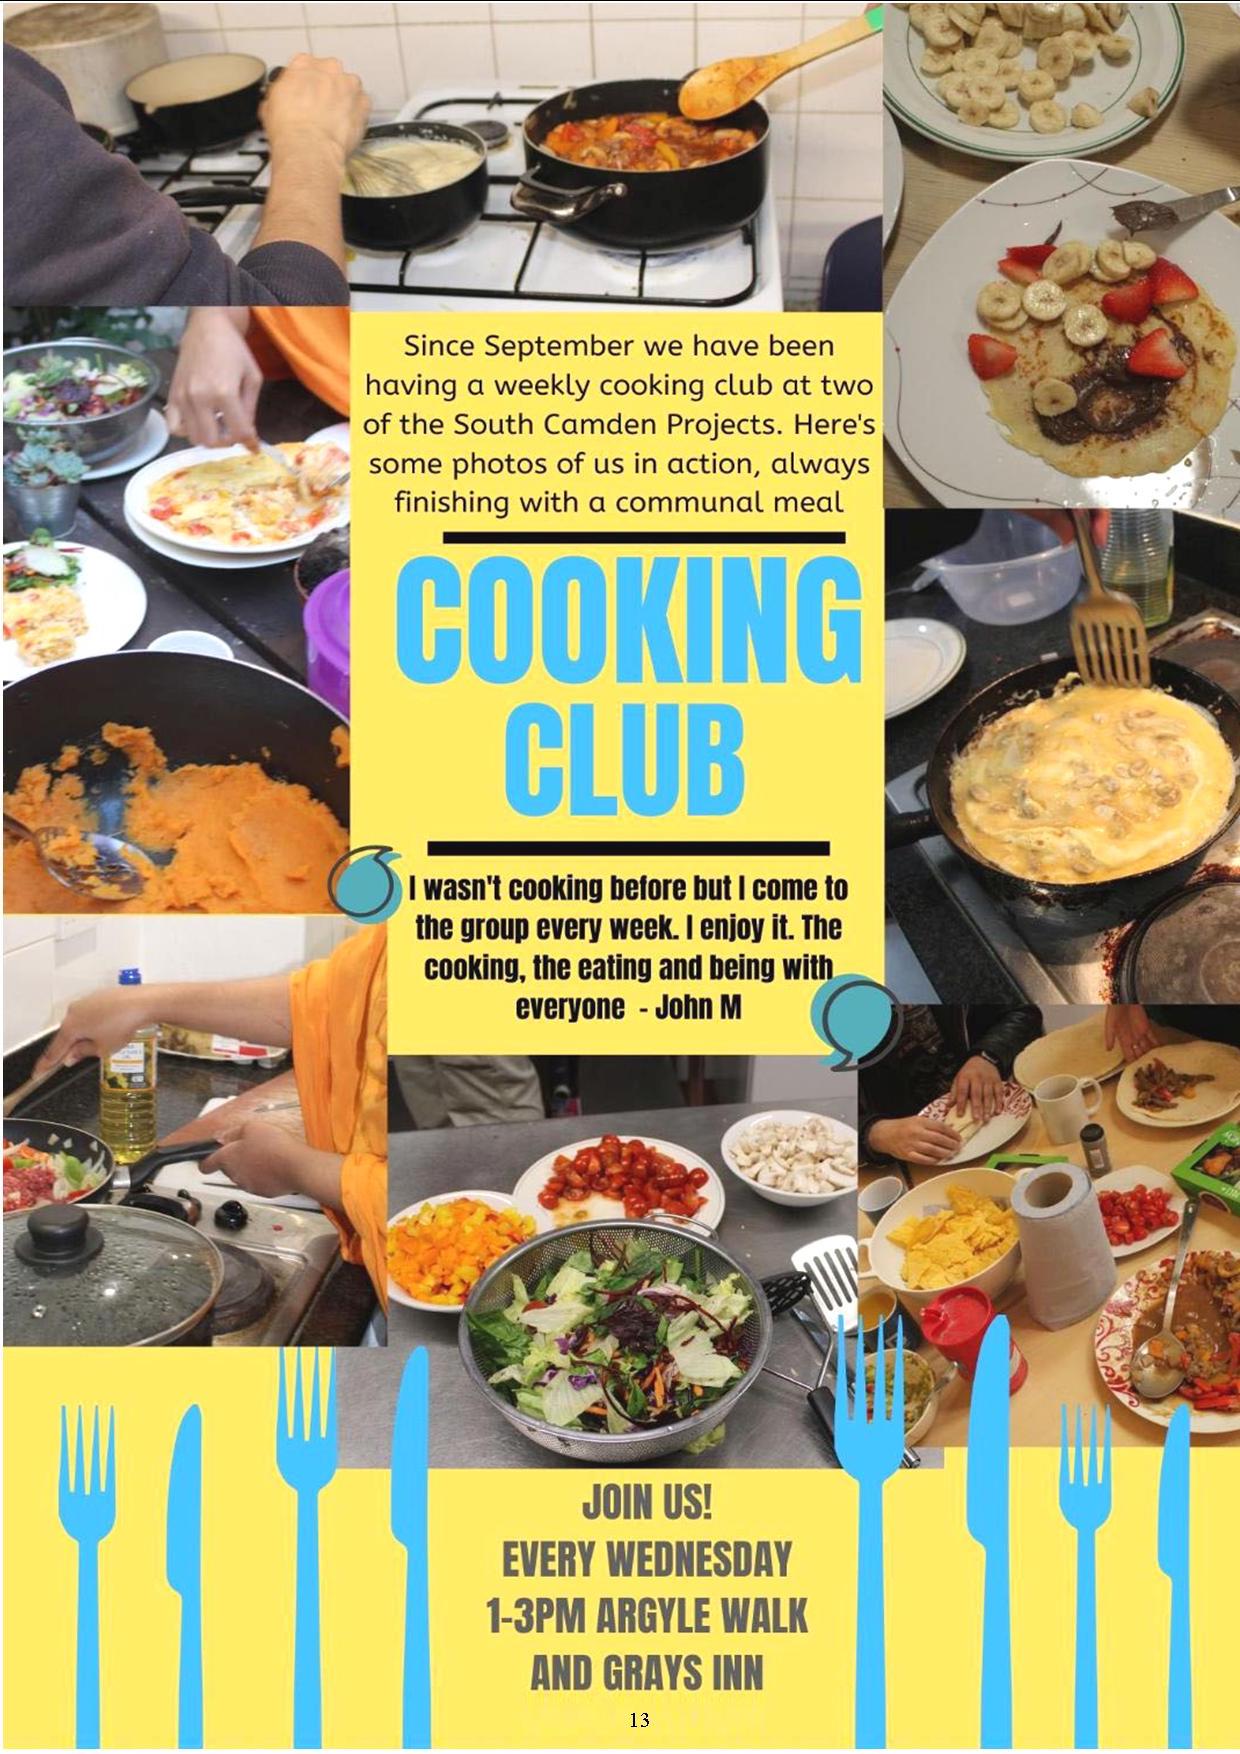 Since September we have been
having a weekly cooking club at two
of the South Camden Projects. Here's
some photos of us in action, always
finishing with a communal meal
COOKING
CLUB
I wasn't cooking before but I come to
the group every week. I enjoy it. The
cooking, the eating and being with
everyone - John M
JOIN US!
EVERY WEDNESDAY
1-3PM ARGYLE WALK
AND GRAYS INN
13